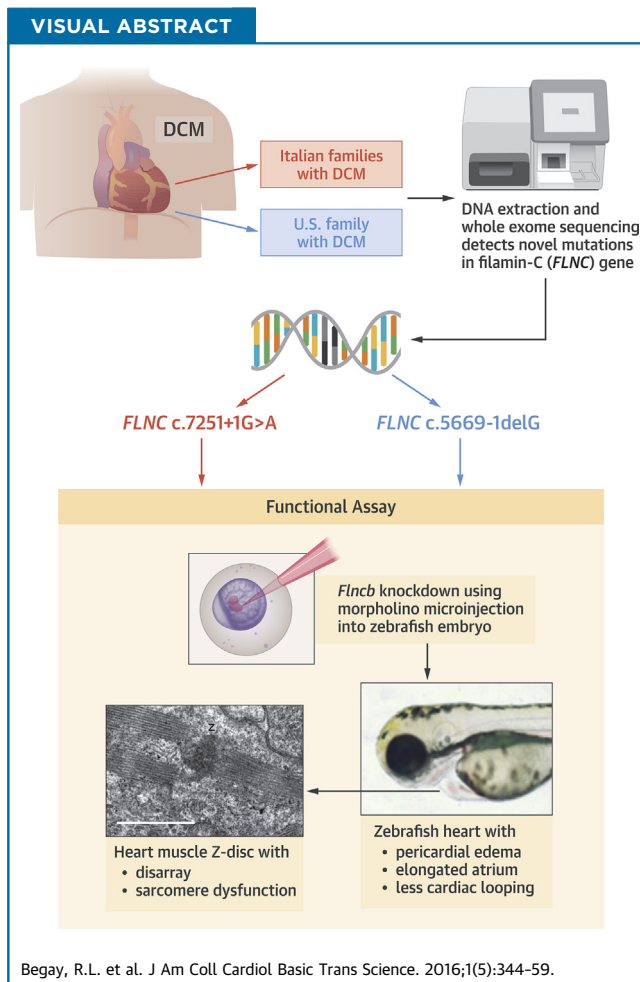 VISUAL ABSTRACT
DCM
Italian families
with DCM
U.S. family
with DCM
DNA extraction and
whole exome sequencing
detects novel mutations
in filamin-C (FLNC) gene
FLNC c.7251+1G>A
FLNC c.5669-1delG
Functional Assay
Flncb knockdown using
morpholino microinjection
into zebrafish embryo
Z
Heart muscle Z-disc with
• disarray
• sarcomere dysfunction
Zebrafish heart with
• pericardial edema
• elongated atrium
• less cardiac looping
Begay, R.L. et al. J Am Coll Cardiol Basic Trans Science. 2016;1(5):344-59.